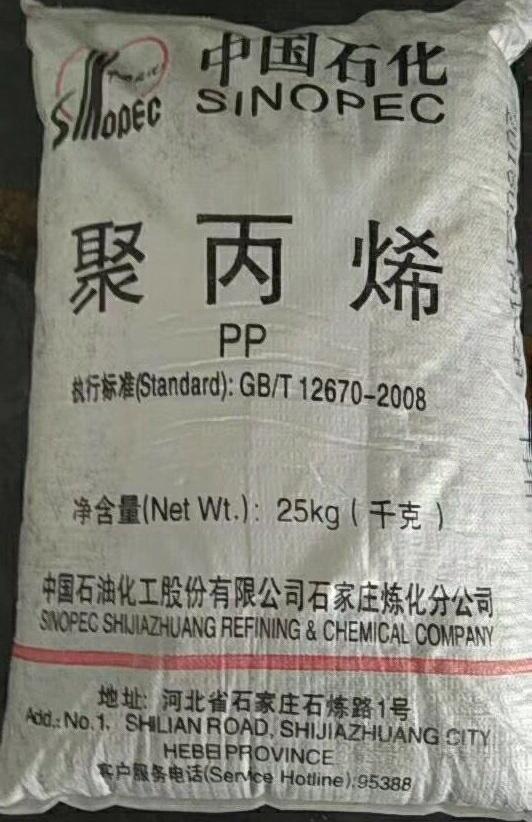 SINOPEC
中国石化
SINOPEC
聚丙烯
PP
执行标准(Standard): GB/T 12670-2008
净含量(Net Wt.): 25kg(千克)
中国石油化工股份有限公司石家庄炼化分公司
SINOPEC SHIJIAZHUANG REFINING & CHEMICAL COMPANY
地址: 河北省石家庄石炼路1号
Add.: No.1, SHILIAN ROAD, SHIJIAZHUANG CITY
HEBEI PROVINCE
客户服务电话(Service Hotline):95388